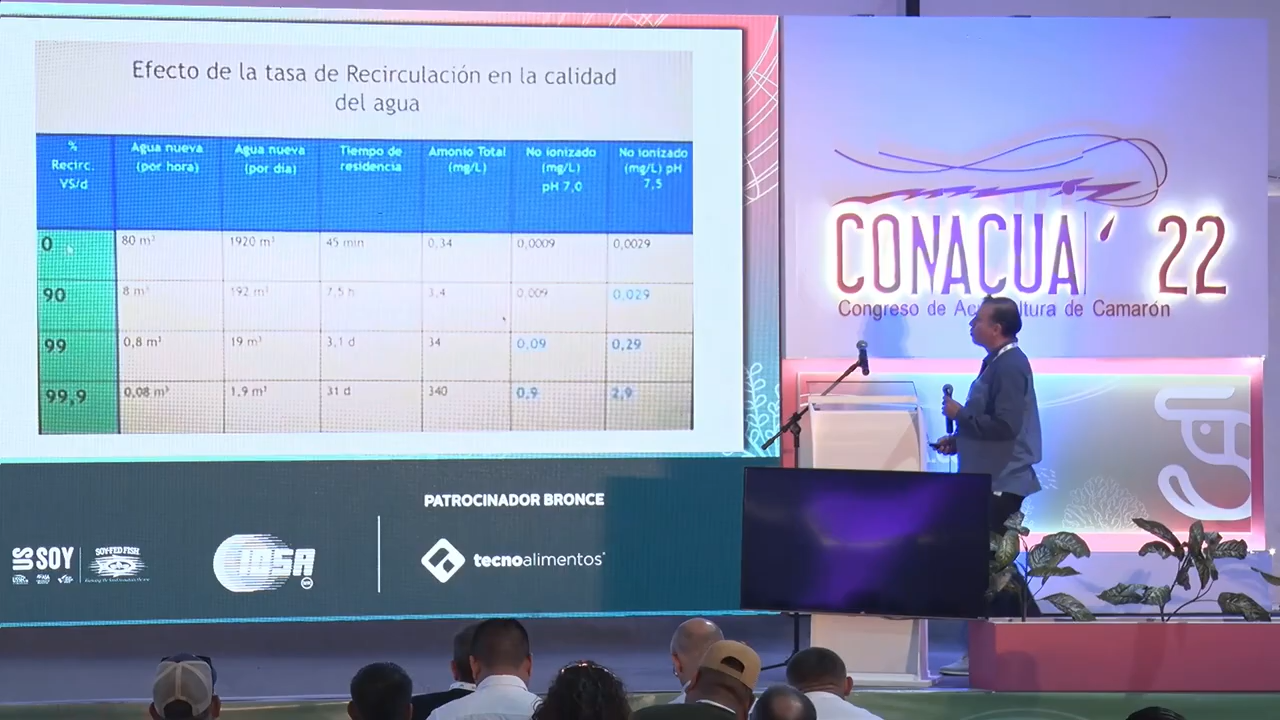 Efecto de la tasa de Recirculación en la calidad
del agua
% Recirc. VS/d
Agua nueva (por hora)
Agua nueva (por día)
Tiempo de residencia
Amonio Total (mg/L)
No ionizado (mg/L) pH 7,0
No ionizado (mg/L) pH 7,5
0 80 m³ 1920 m³ 45 min 0,34 0,0009 0,0029
90 8 m³ 192 m³ 7,5 h 3,4 0,009 0,029
99 0,8 m³ 19 m³ 3,1 d 34 0,09 0,29
99,9 0,08 m³ 1,9 m³ 31 d 340 0,9 2,9
CONACUA' 22
Congreso de Acuicultura de Camarón
PATROCINADOR BRONCE
US SOY
SOY-FED FISH
IDSA
tecnoalimentos